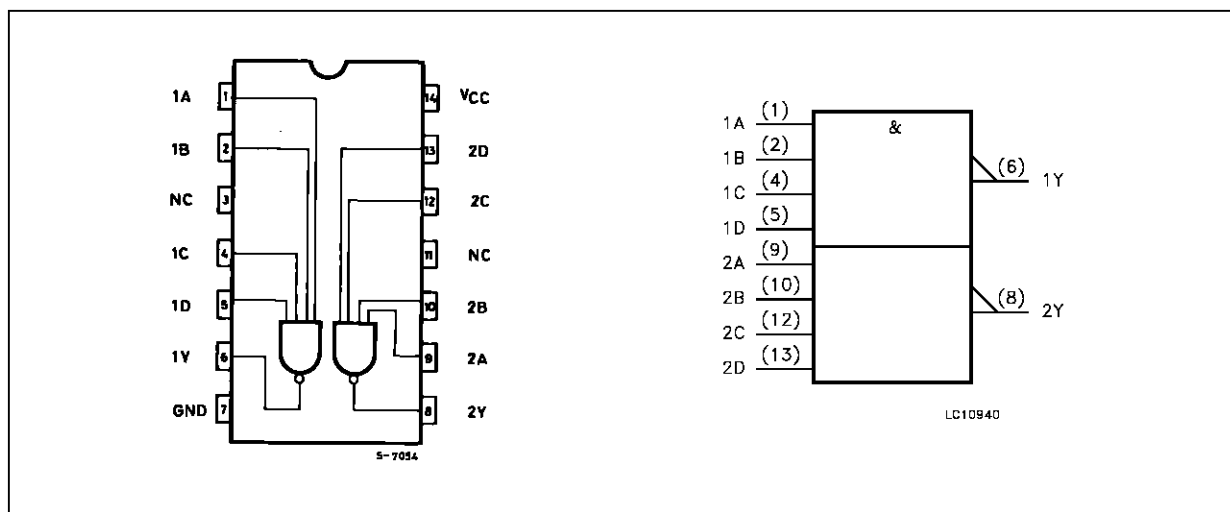 1A 1 14 VCC
1B 2 13 2D
NC 3 12 2C
1C 4 11 NC
1D 5 10 2B
1Y 6 9 2A
GND 7 8 2Y
S-7054
&
1A (1)
1B (2)
1C (4)
1D (5)
2A (9)
2B (10)
2C (12)
2D (13)
(6) 1Y
(8) 2Y
LC10940